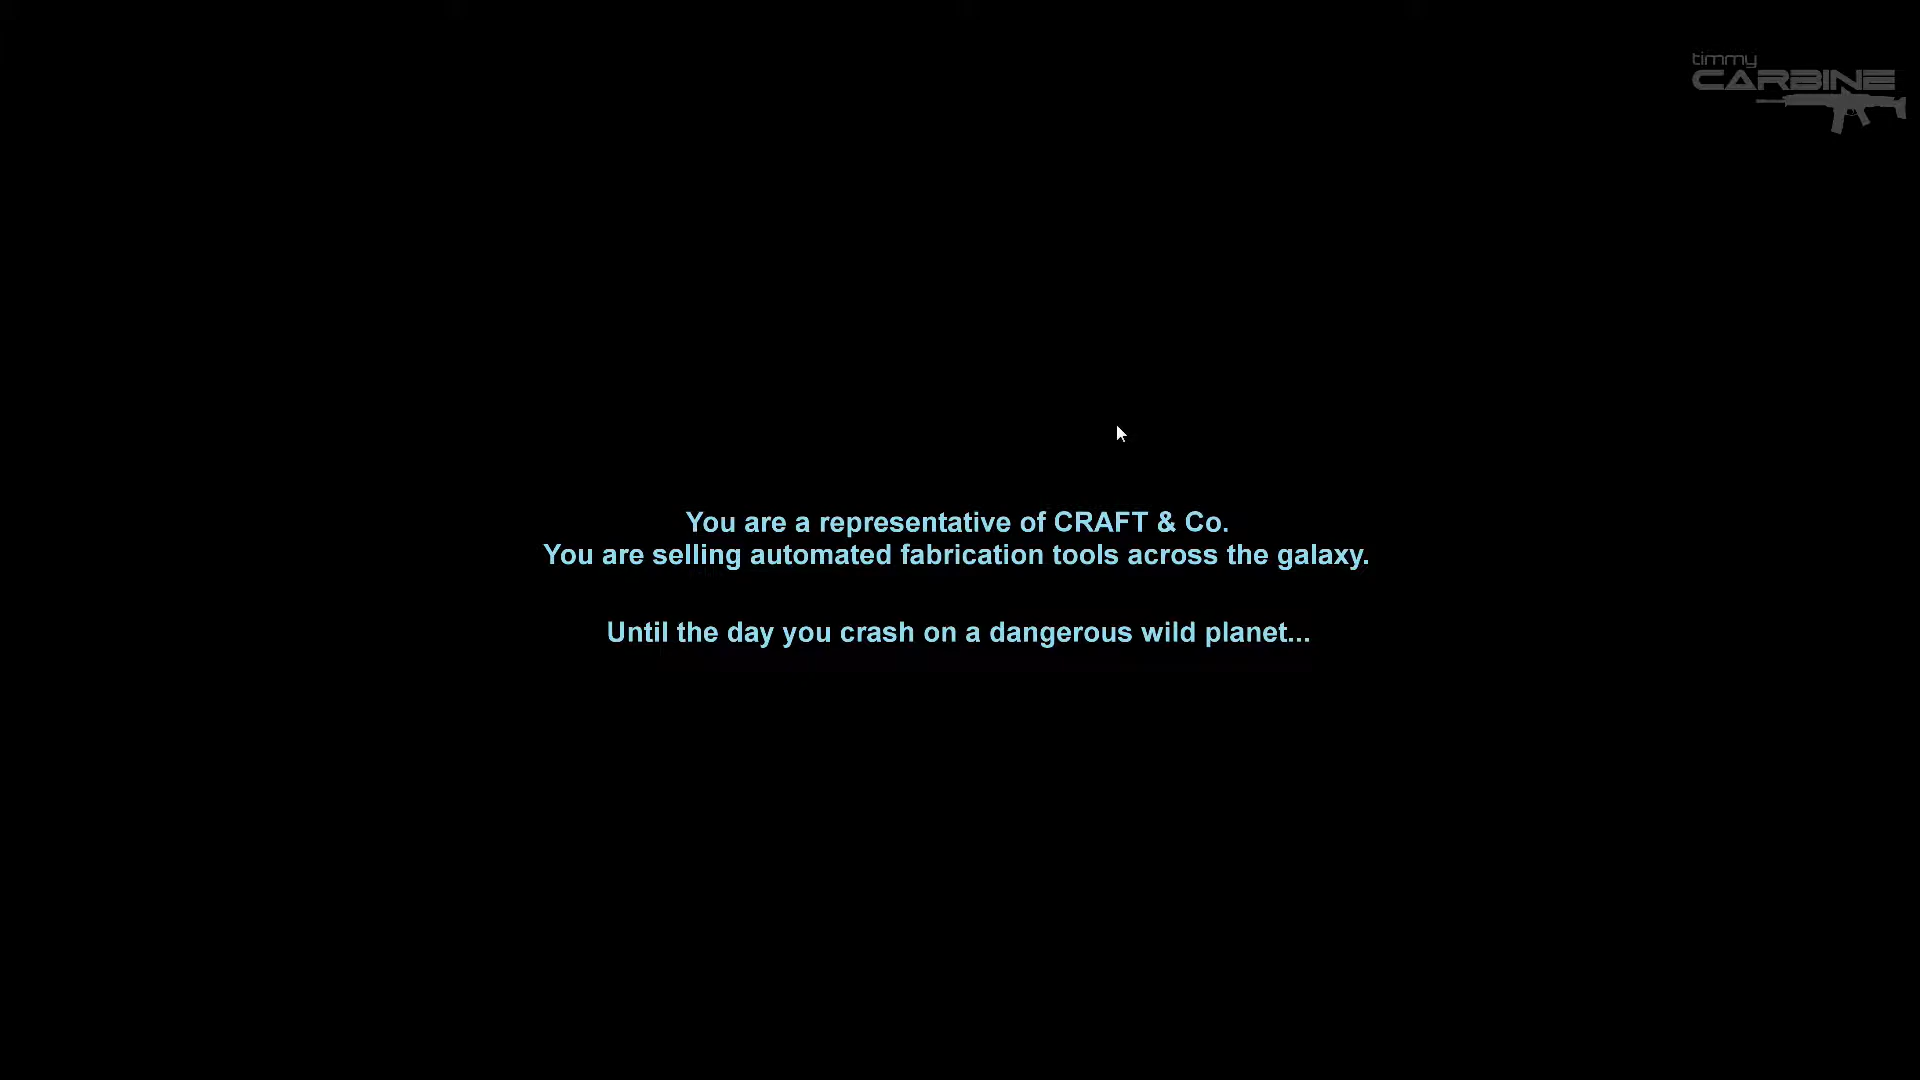 timmy
CARBINE
You are a representative of CRAFT & Co.
You are selling automated fabrication tools across the galaxy.
Until the day you crash on a dangerous wild planet...